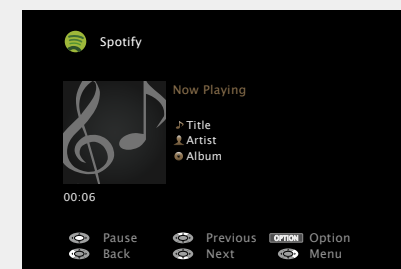 Spotify
Now Playing
Title
Artist
Album
00:06
Pause Previous OPTION Option
Back Next Menu